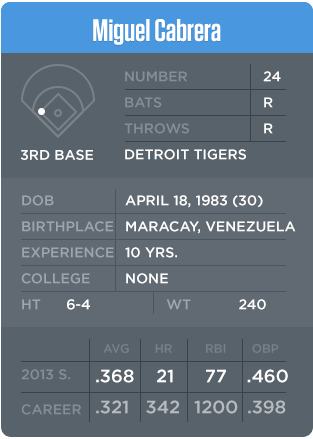 Miguel Cabrera
NUMBER 24
BATS R
THROWS R
3RD BASE DETROIT TIGERS
DOB APRIL 18, 1983 (30)
BIRTHPLACE MARACAY, VENEZUELA
EXPERIENCE 10 YRS.
COLLEGE NONE
HT 6-4 WT 240
AVG HR RBI OBP
2013 S. .368 21 77 .460
CAREER .321 342 1200 .398